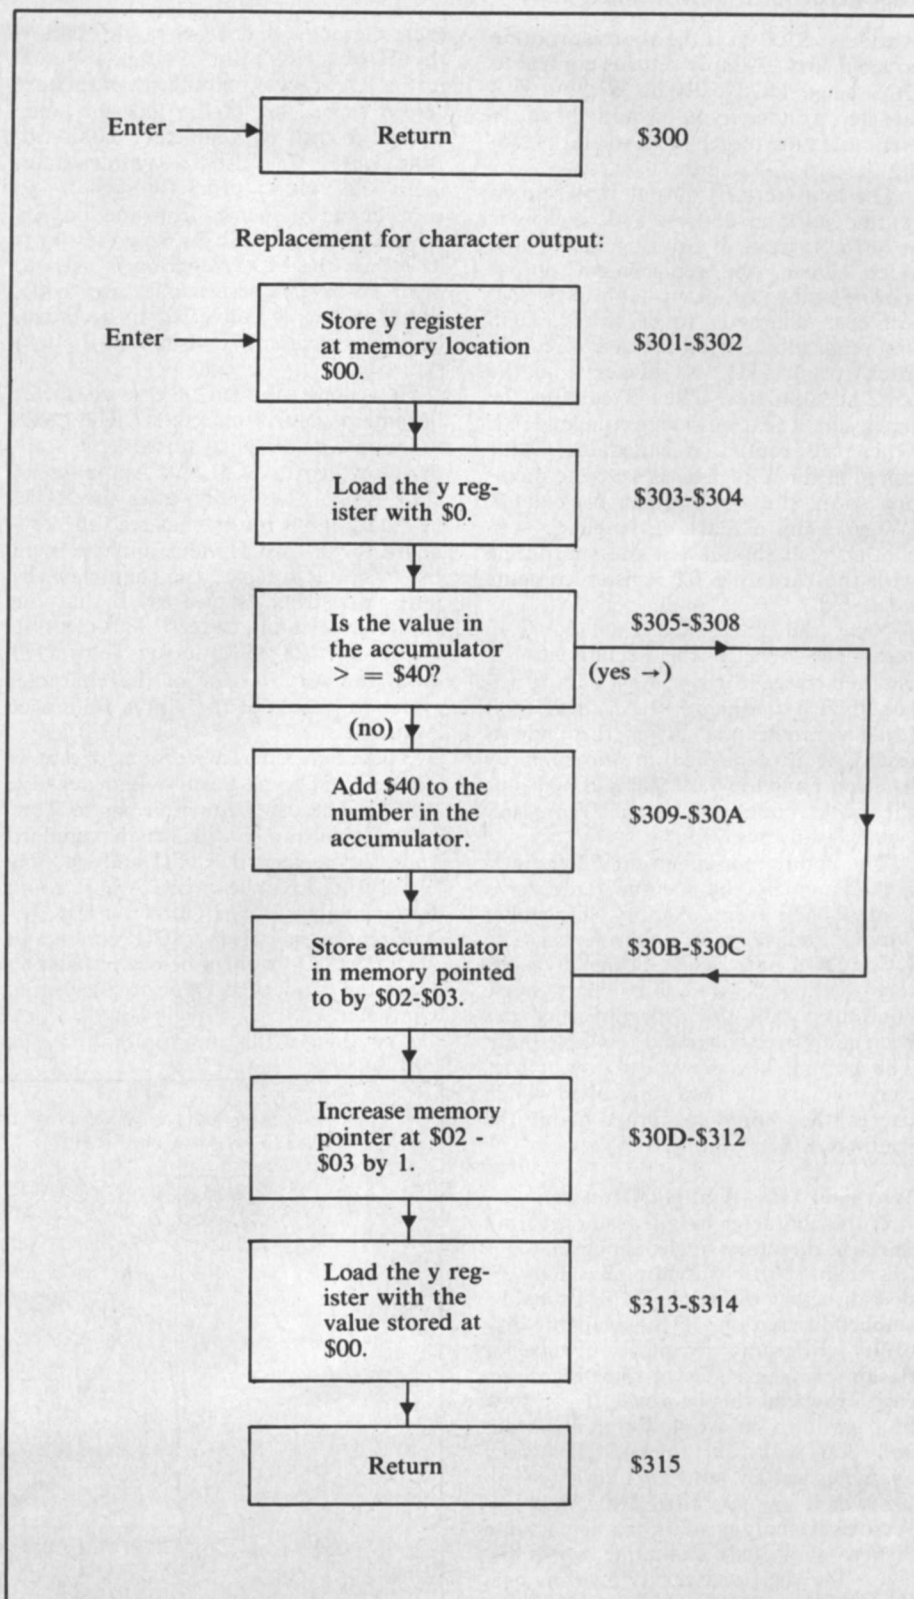 Enter
Return
$300
Replacement for character output:
Enter
Store y register
at memory location
$00.
$301-$302
Load the y reg-
ister with $0.
$303-$304
Is the value in
the accumulator
> = $40?
$305-$308
(yes →)
(no)
Add $40 to the
number in the
accumulator.
$309-$30A
Store accumulator
in memory pointed
to by $02-$03.
$30B-$30C
Increase memory
pointer at $02 -
$03 by 1.
$30D-$312
Load the y reg-
ister with the
value stored at
$00.
$313-$314
Return
$315